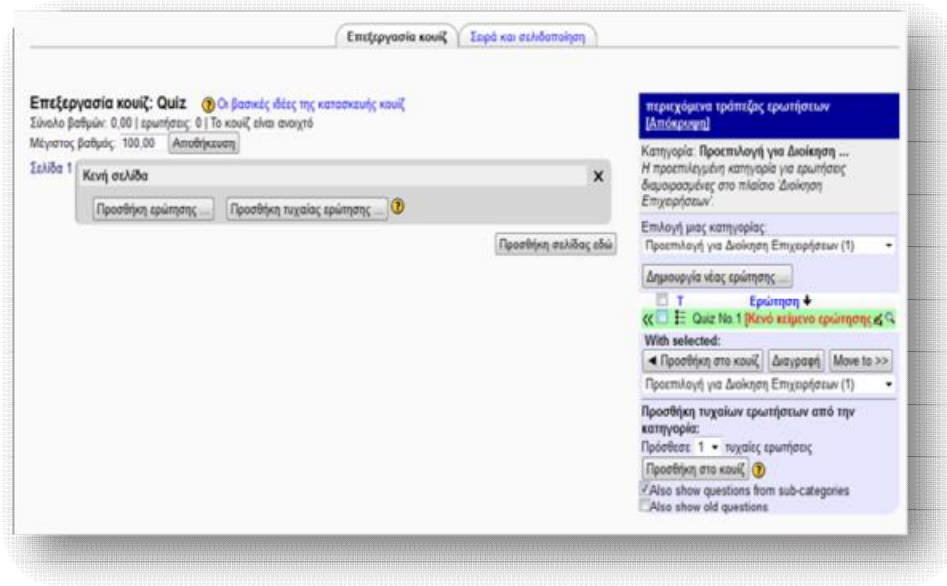 Επεξεργασία κουίζ
Σειρά και σελιδοποίηση
Επεξεργασία κουίζ: Quiz
Οι βασικές ιδέες της κατασκευής κουίζ
Σύνολο βαθμών: 0,00 | ερωτήσεις: 0 | Το κουίζ είναι ανοιχτό
Μέγιστος βαθμός: 100,00 Αποθήκευση
Σελίδα 1
Κενή σελίδα X
Προσθήκη ερώτησης ... Προσθήκη τυχαίας ερώτησης ...
Προσθήκη σελίδας εδώ
περιεχόμενα τράπεζας ερωτήσεων
[Απόκρυψη]
Κατηγορία: Προεπιλογή για Διοίκηση ...
Η προεπιλεγμένη κατηγορία για ερωτήσεις
διαμοιρασμένες στο πλαίσιο 'Διοίκηση
Επιχειρήσεων'.
Επιλογή μιας κατηγορίας:
Προεπιλογή για Διοίκηση Επιχειρήσεων (1)
Δημιουργία νέας ερώτησης ...
T Ερώτηση
Quiz No.1 [Κενό κείμενο ερώτησης
With selected:
Προσθήκη στο κουίζ Διαγραφή Move to >>
Προεπιλογή για Διοίκηση Επιχειρήσεων (1)
Προσθήκη τυχαίων ερωτήσεων από την
κατηγορία:
Πρόσθεσε 1 τυχαίες ερωτήσεις
Προσθήκη στο κουίζ
Also show questions from sub-categories
Also show old questions